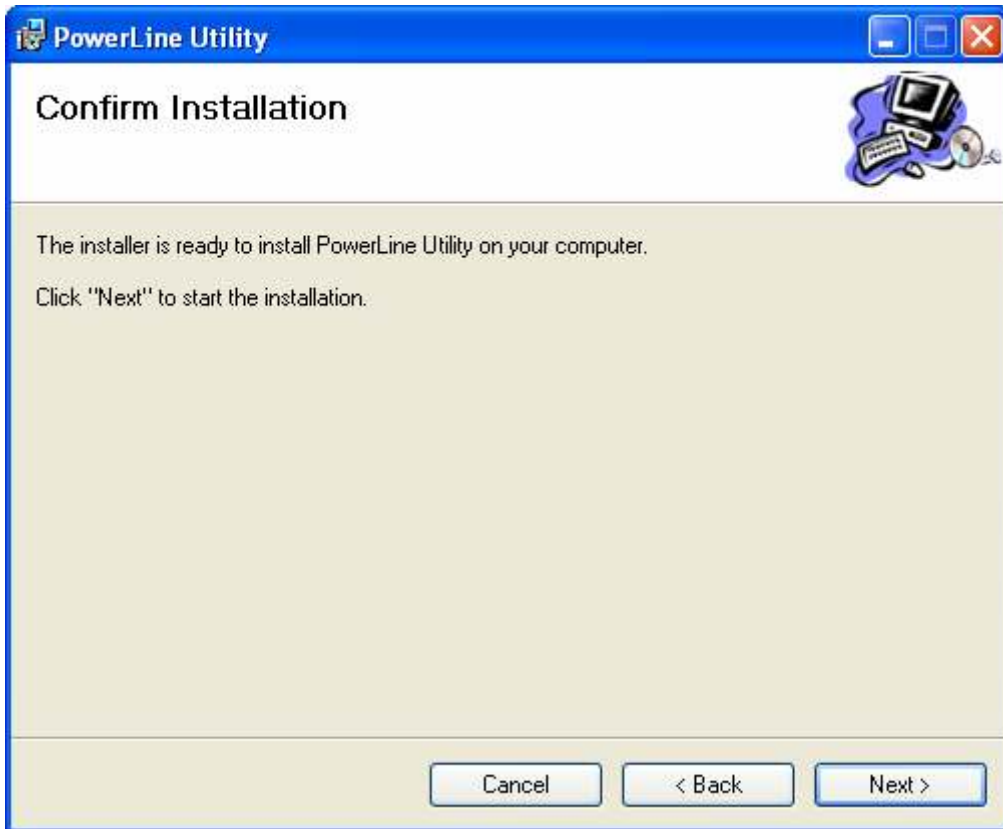 PowerLine Utility
Confirm Installation
The installer is ready to install PowerLine Utility on your computer.
Click "Next" to start the installation.
Cancel
< Back
Next >